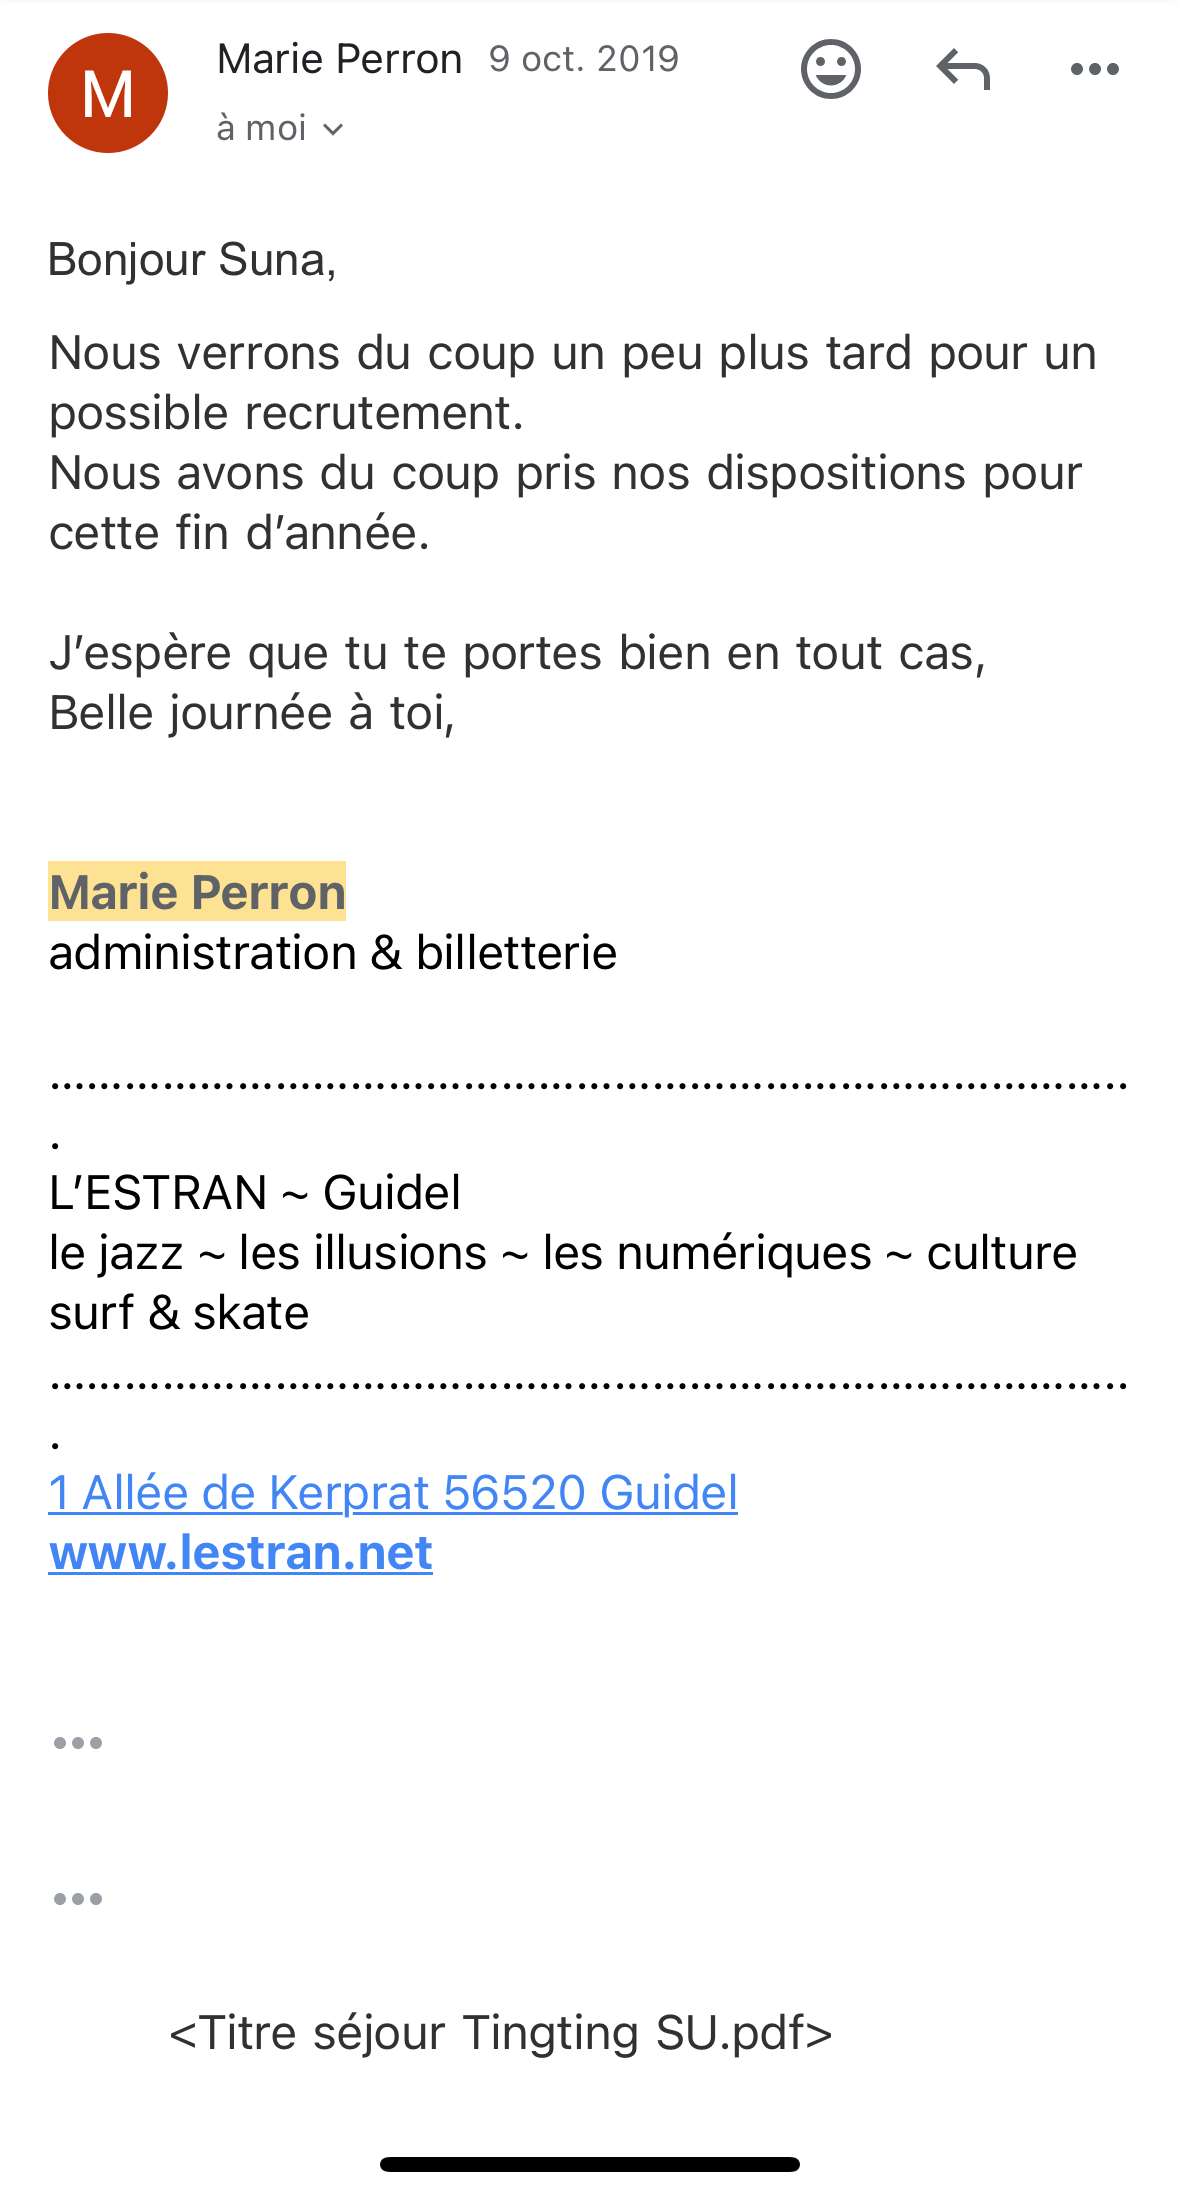 M
Marie Perron 9 oct. 2019
à moi
Bonjour Suna,
Nous verrons du coup un peu plus tard pour un
possible recrutement.
Nous avons du coup pris nos dispositions pour
cette fin d’année.
J’espère que tu te portes bien en tout cas,
Belle journée à toi,
Marie Perron
administration & billetterie
......................................................................................
.
L’ESTRAN ~ Guidel
le jazz ~ les illusions ~ les numériques ~ culture
surf & skate
......................................................................................
.
1 Allée de Kerprat 56520 Guidel
www.lestran.net
•••
•••
<Titre séjour Tingting SU.pdf>